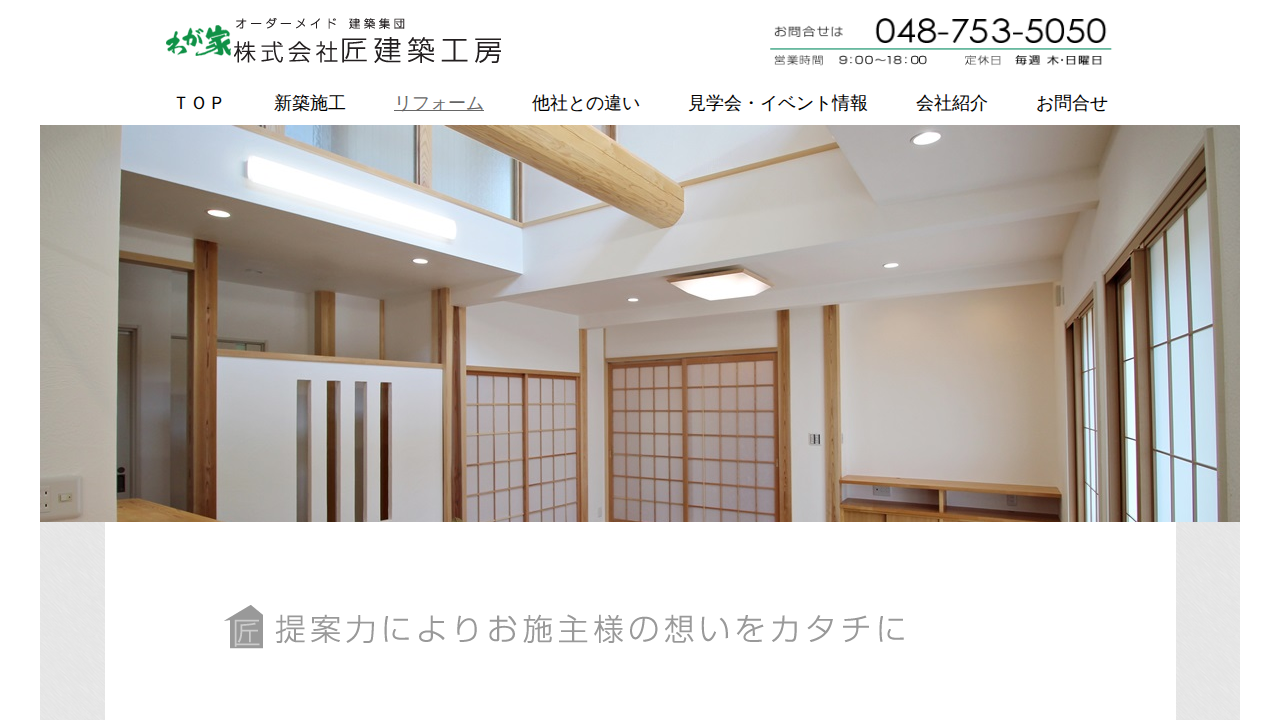 オーダーメイド 建築集団
わが家 株式会社匠建築工房
お問合せは 048-753-5050
営業時間 9:00〜18:00 定休日 毎週 木・日曜日
ＴＯＰ 新築施工 リフォーム 他社との違い 見学会・イベント情報 会社紹介 お問合せ
匠 提案力によりお施主様の想いをカタチに